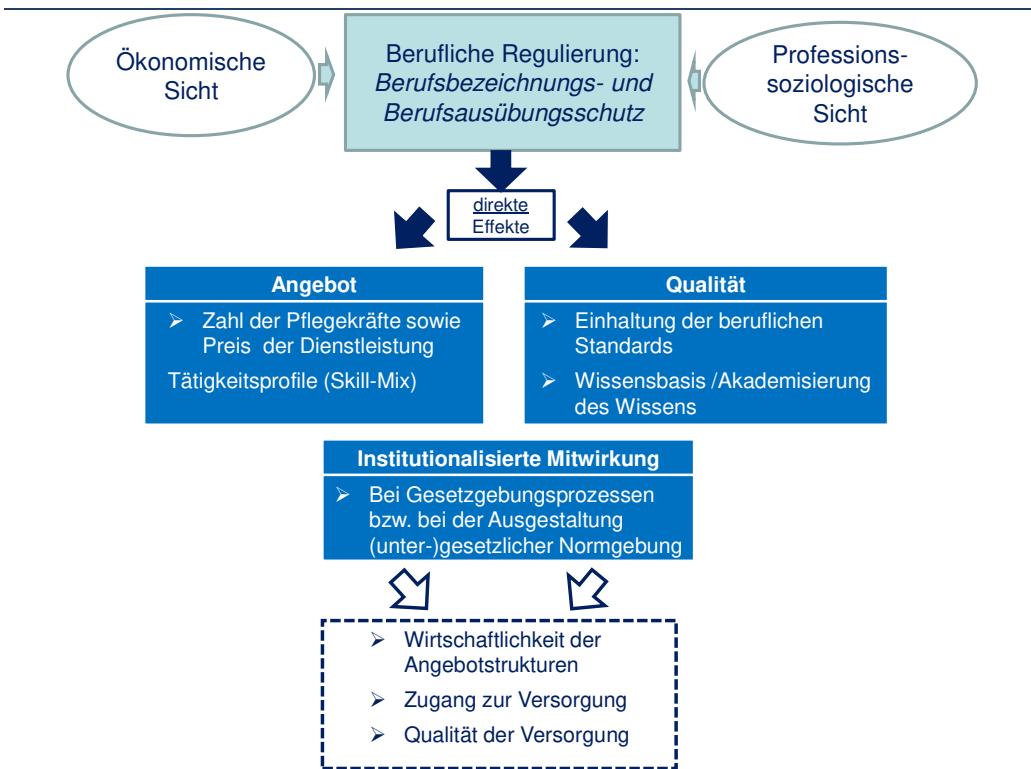 Ökonomische
Sicht
Berufliche Regulierung:
Berufsbezeichnungs- und
Berufsausübungsschutz
Professions-
soziologische
Sicht
direkte
Effekte
Angebot
➢ Zahl der Pflegekräfte sowie
Preis der Dienstleistung
Tätigkeitsprofile (Skill-Mix)
Qualität
➢ Einhaltung der beruflichen
Standards
➢ Wissensbasis /Akademisierung
des Wissens
Institutionalisierte Mitwirkung
➢ Bei Gesetzgebungsprozessen
bzw. bei der Ausgestaltung
(unter-)gesetzlicher Normgebung
➢ Wirtschaftlichkeit der
Angebotstrukturen
➢ Zugang zur Versorgung
➢ Qualität der Versorgung